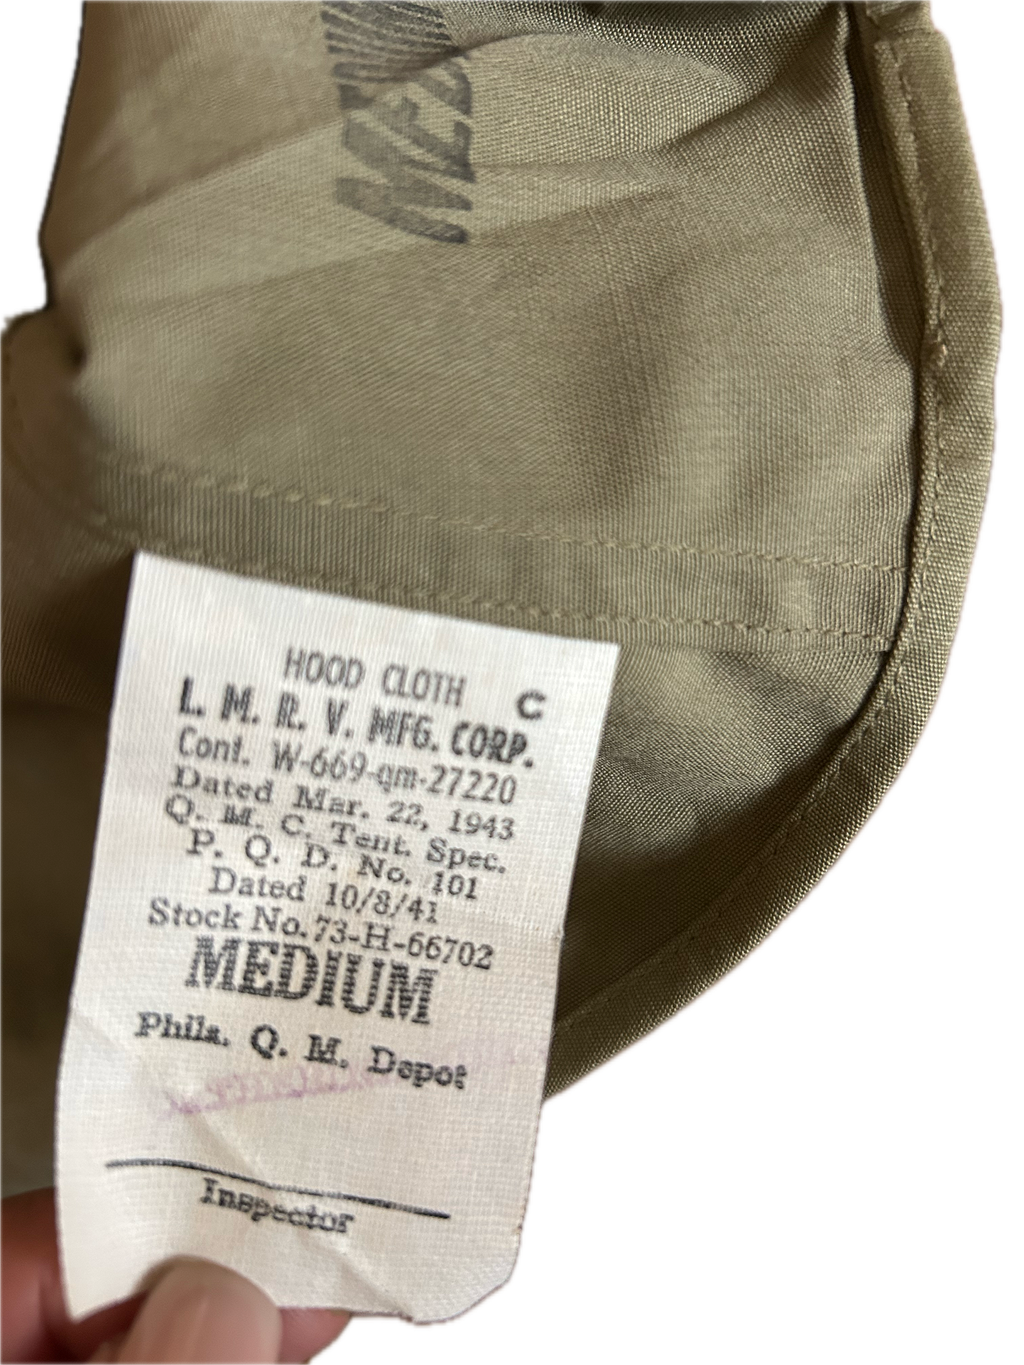 MED
HOOD CLOTH C
L. M. R. V. MFG. CORP.
Cont. W-669-qm-27220
Dated Mar. 22, 1943
Q. M. C. Tent. Spec.
P. Q. D. No. 101
Dated 10/8/41
Stock No. 73-H-66702
MEDIUM
Phila. Q. M. Depot
Inspector